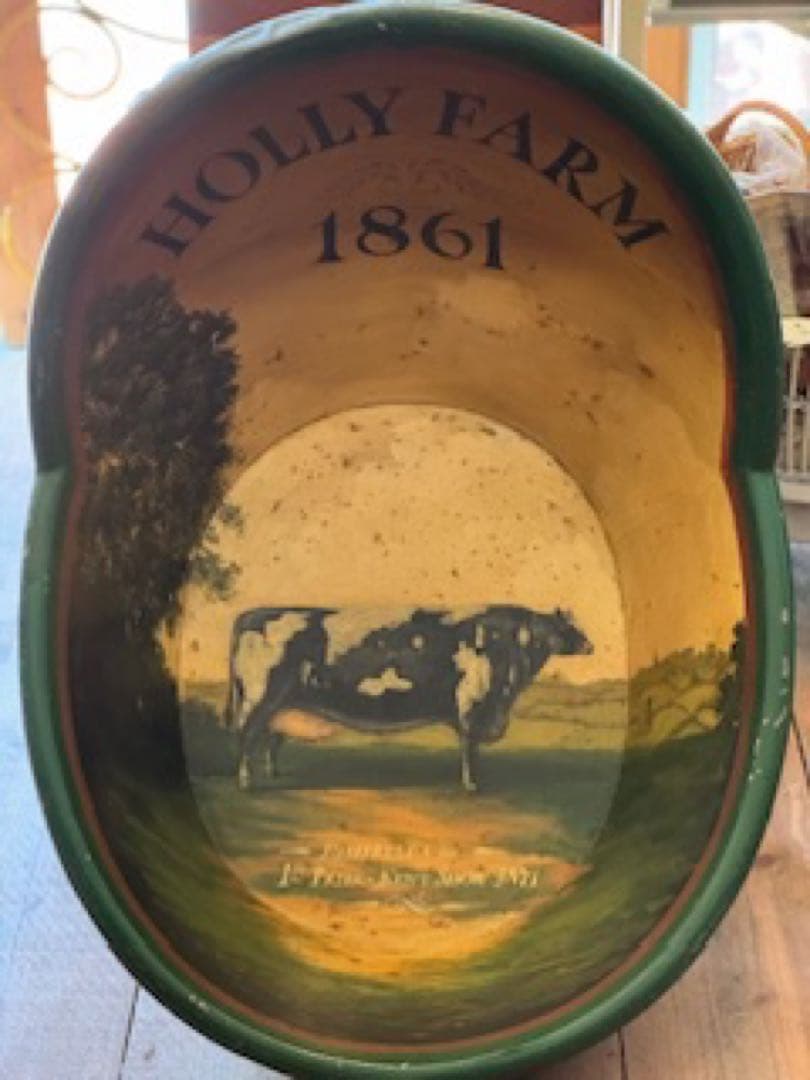 HOLLY FARM
1861
1st Prize - Kent Show